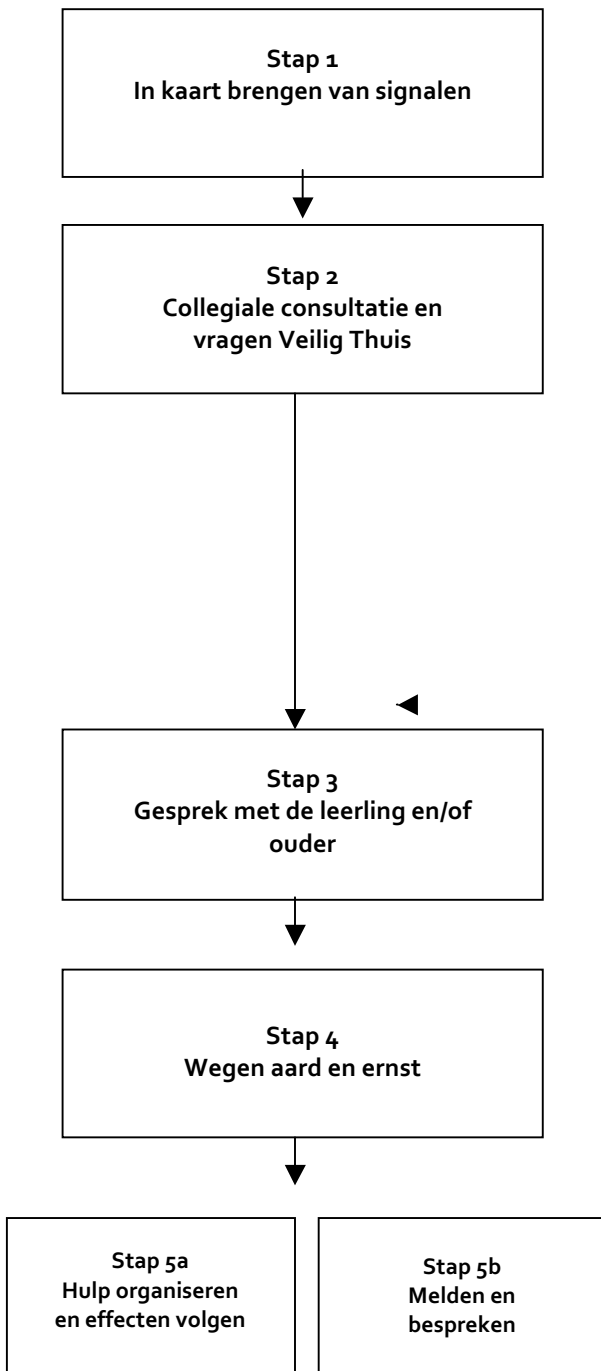 Stap 1
In kaart brengen van signalen
Stap 2
Collegiale consultatie en
vragen Veilig Thuis
Stap 3
Gesprek met de leerling en/of
ouder
Stap 4
Wegen aard en ernst
Stap 5a
Hulp organiseren
en effecten volgen
Stap 5b
Melden en
bespreken